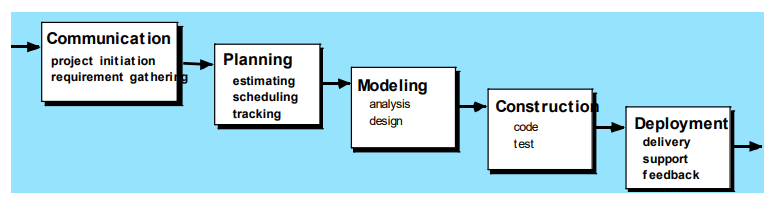 Communication
project initiation
requirement gathering
Planning
estimating
scheduling
tracking
Modeling
analysis
design
Construction
code
test
Deployment
delivery
support
feedback